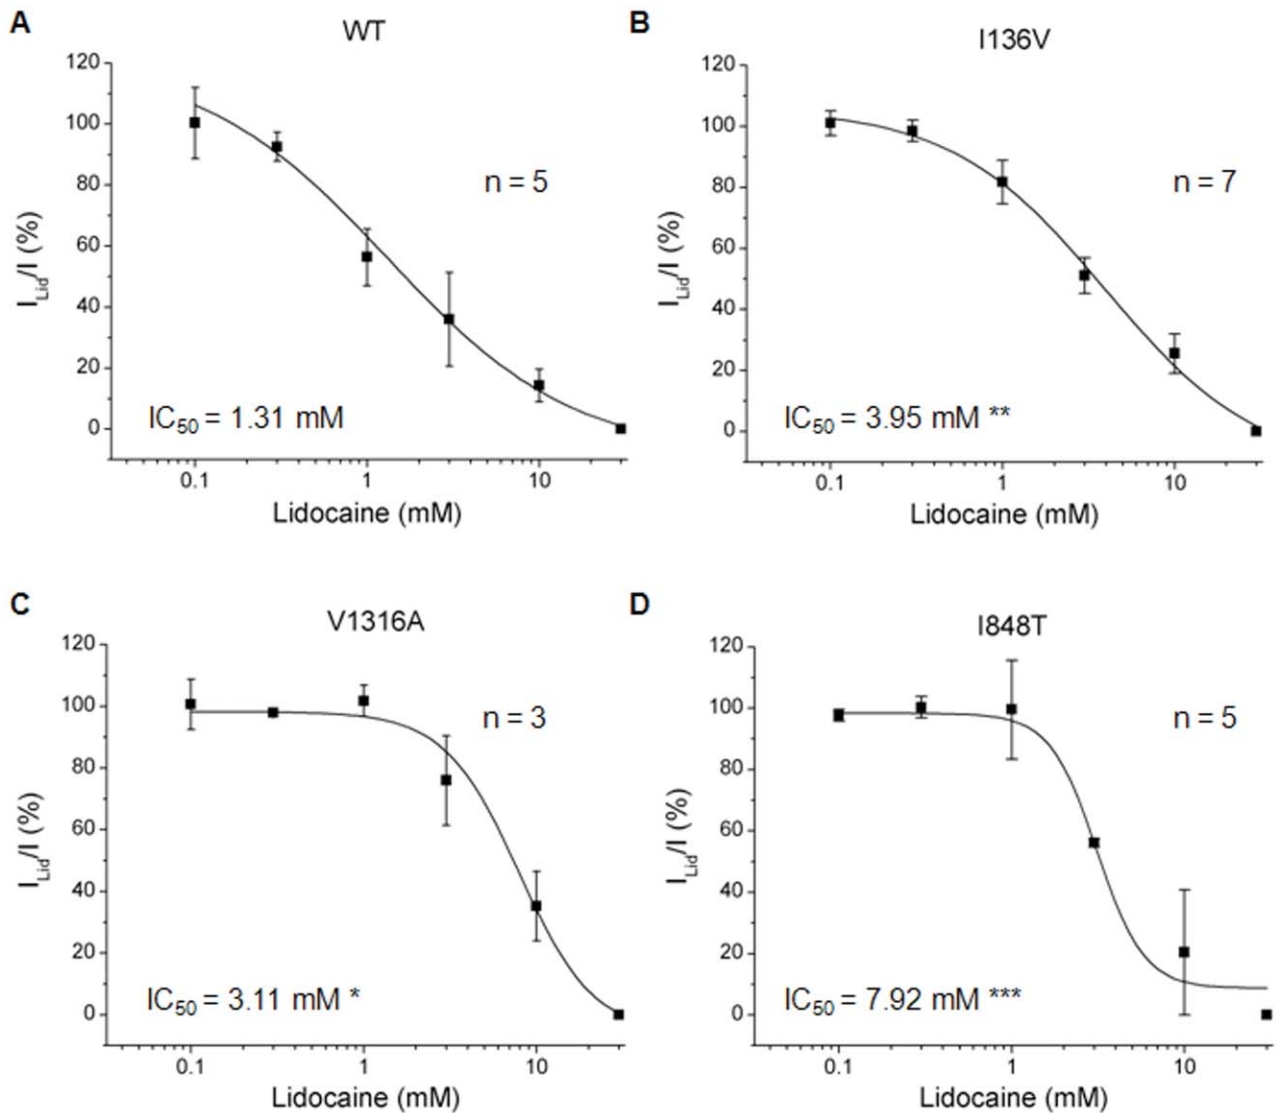 A
WT
120
100
80
60
40
20
0
I_Lid/I (%)
n = 5
IC50 = 1.31 mM
0.1 1 10
Lidocaine (mM)
B
I136V
120
100
80
60
40
20
0
I_Lid/I (%)
n = 7
IC50 = 3.95 mM **
0.1 1 10
Lidocaine (mM)
C
V1316A
120
100
80
60
40
20
0
I_Lid/I (%)
n = 3
IC50 = 3.11 mM *
0.1 1 10
Lidocaine (mM)
D
I848T
120
100
80
60
40
20
0
I_Lid/I (%)
n = 5
IC50 = 7.92 mM ***
0.1 1 10
Lidocaine (mM)